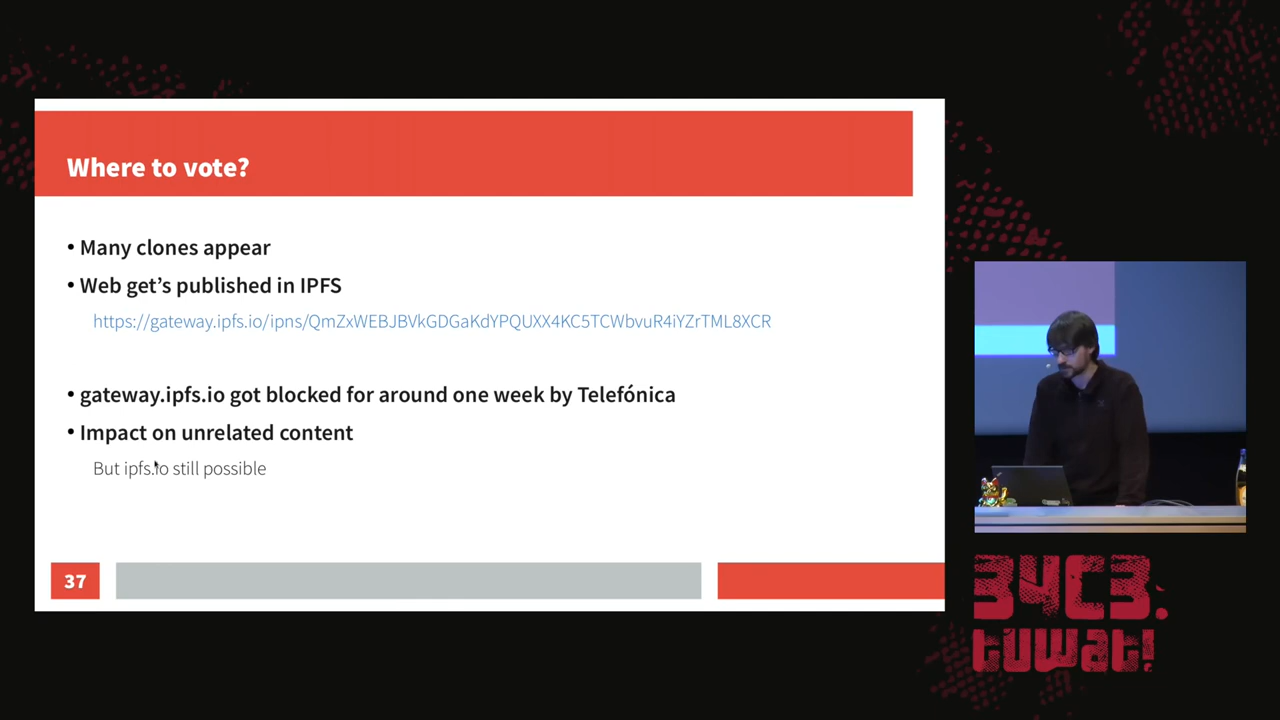 Where to vote?
• Many clones appear
• Web get’s published in IPFS
https://gateway.ipfs.io/ipns/QmZxWEBJBVkGDGaKdYPQUXX4KC5TCWbvuR4iYZrTML8XCR
• gateway.ipfs.io got blocked for around one week by Telefónica
• Impact on unrelated content
But ipfs.io still possible
37
34C3.
tuwat!